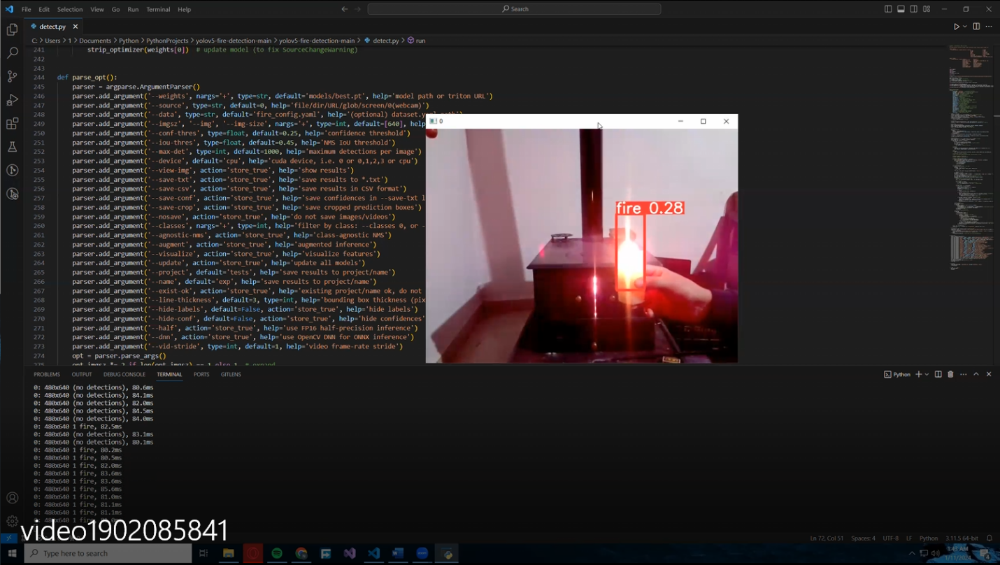 File Edit Selection View Go Run Terminal Help
Search
detect.py
C: > Users > 1 > Documents > Python > PythonProjects > yolov5-fire-detection-main > yolov5-fire-detection-main > detect.py > run
241 strip_optimizer(weights[0])  # update model (to fix SourceChangeWarning)
242
243
244 def parse_opt():
245 parser = argparse.ArgumentParser()
246 parser.add_argument('--weights', nargs='+', type=str, default='models/best.pt', help='model path or triton URL')
247 parser.add_argument('--source', type=str, default=0, help='file/dir/URL/glob/screen/0(webcam)')
248 parser.add_argument('--data', type=str, default='fire_config.yaml', help='(optional) dataset.yaml path')
249 parser.add_argument('--imgsz', '--img', '--img-size', nargs='+', type=int, default=[640], help=
250 parser.add_argument('--conf-thres', type=float, default=0.25, help='confidence threshold')
251 parser.add_argument('--iou-thres', type=float, default=0.45, help='NMS IoU threshold')
252 parser.add_argument('--max-det', type=int, default=1000, help='maximum detections per image')
253 parser.add_argument('--device', default='cpu', help='cuda device, i.e. 0 or 0,1,2,3 or cpu')
254 parser.add_argument('--view-img', action='store_true', help='show results')
255 parser.add_argument('--save-txt', action='store_true', help='save results to *.txt')
256 parser.add_argument('--save-csv', action='store_true', help='save results in CSV format')
257 parser.add_argument('--save-conf', action='store_true', help='save confidences in --save-txt l
258 parser.add_argument('--save-crop', action='store_true', help='save cropped prediction boxes')
259 parser.add_argument('--nosave', action='store_true', help='do not save images/videos')
260 parser.add_argument('--classes', nargs='+', type=int, help='filter by class: --classes 0, or -
261 parser.add_argument('--agnostic-nms', action='store_true', help='class-agnostic NMS')
262 parser.add_argument('--augment', action='store_true', help='augmented inference')
263 parser.add_argument('--visualize', action='store_true', help='visualize features')
264 parser.add_argument('--update', action='store_true', help='update all models')
265 parser.add_argument('--project', default='tests', help='save results to project/name')
266 parser.add_argument('--name', default='exp', help='save results to project/name')
267 parser.add_argument('--exist-ok', action='store_true', help='existing project/name ok, do not
268 parser.add_argument('--line-thickness', default=3, type=int, help='bounding box thickness (pix
269 parser.add_argument('--hide-labels', default=False, action='store_true', help='hide labels')
270 parser.add_argument('--hide-conf', default=False, action='store_true', help='hide confidences'
271 parser.add_argument('--half', action='store_true', help='use FP16 half-precision inference')
272 parser.add_argument('--dnn', action='store_true', help='use OpenCV DNN for ONNX inference')
273 parser.add_argument('--vid-stride', type=int, default=1, help='video frame-rate stride')
274 opt = parser.parse_args()
275 opt.imgsz *= 2 if len(opt.imgsz) == 1 else 1  # expand
0
fire 0.28
PROBLEMS OUTPUT DEBUG CONSOLE TERMINAL PORTS GITLENS
Python
0: 480x640 (no detections), 80.6ms
0: 480x640 (no detections), 84.1ms
0: 480x640 (no detections), 82.0ms
0: 480x640 (no detections), 84.5ms
0: 480x640 (no detections), 84.0ms
0: 480x640 1 fire, 82.5ms
0: 480x640 (no detections), 83.1ms
0: 480x640 (no detections), 80.1ms
0: 480x640 1 fire, 80.2ms
0: 480x640 1 fire, 80.5ms
0: 480x640 1 fire, 82.0ms
0: 480x640 1 fire, 83.6ms
0: 480x640 1 fire, 83.6ms
0: 480x640 1 fire, 85.6ms
0: 480x640 1 fire, 81.0ms
0: 480x640 1 fire, 81.1ms
0: 480x640 1 fire, 81.1ms
video1902085841
Ln 72, Col 51 Spaces: 4 UTF-8 LF Python 3.11.5 64-bit
Type here to search
1:43 AM